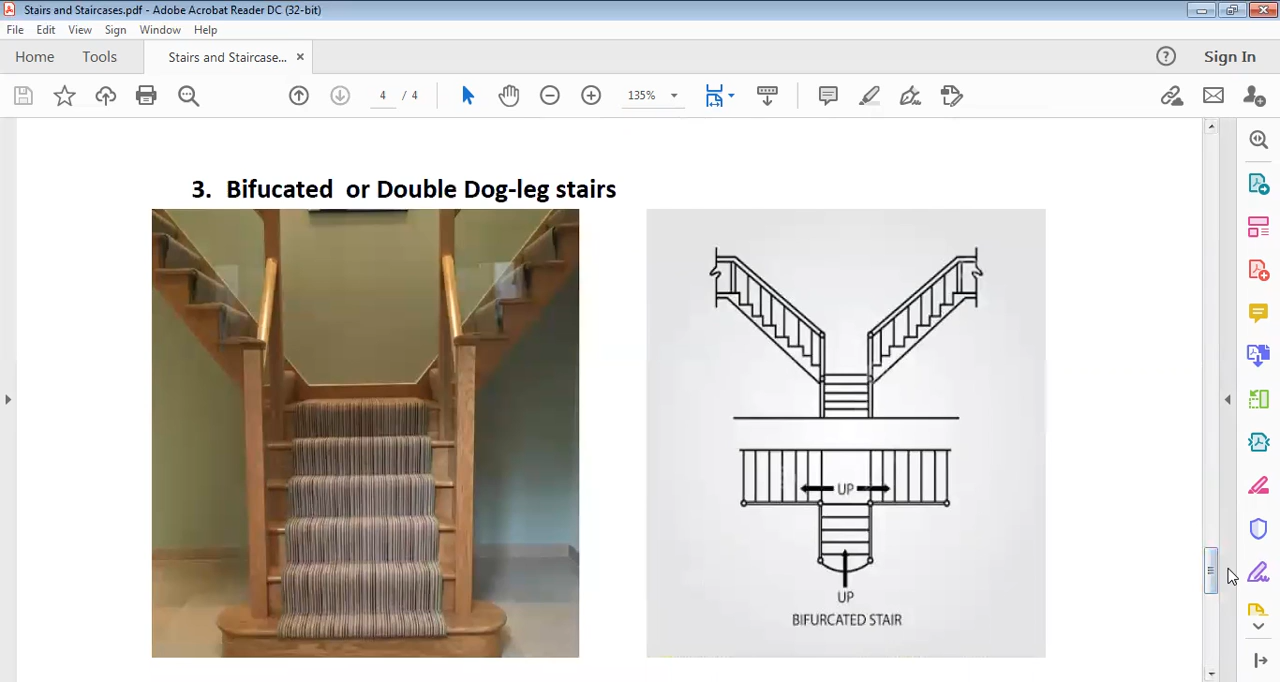 Stairs and Staircases.pdf - Adobe Acrobat Reader DC (32-bit)
File Edit View Sign Window Help
Home Tools Stairs and Staircase... × Sign In
4 / 4 135%
3. Bifucated or Double Dog-leg stairs
UP
UP
BIFURCATED STAIR